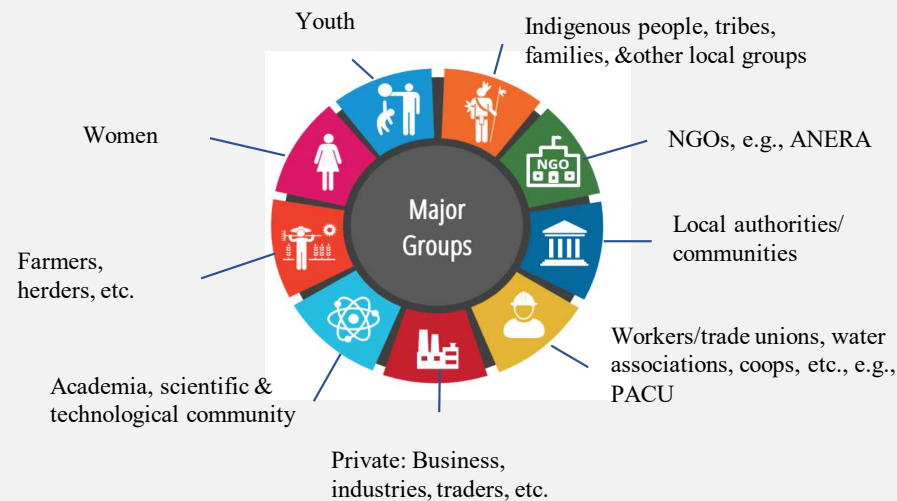 Youth
Indigenous people, tribes,
families, &other local groups
Women
NGOs, e.g., ANERA
NGO
Major
Groups
Local authorities/
communities
Farmers,
herders, etc.
Workers/trade unions, water
associations, coops, etc., e.g.,
PACU
Academia, scientific &
technological community
Private: Business,
industries, traders, etc.